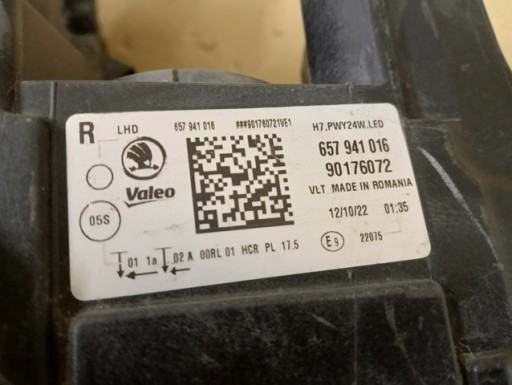 R LHD 657 941 016 ###901760721VE1 H7.PWY24W.LED
657 941 016
90176072
Valeo
VLT MADE IN ROMANIA
05S
12/10/22 01:35
01 1a 02 A 00RL 01 HCR PL 17.5 E9 22075